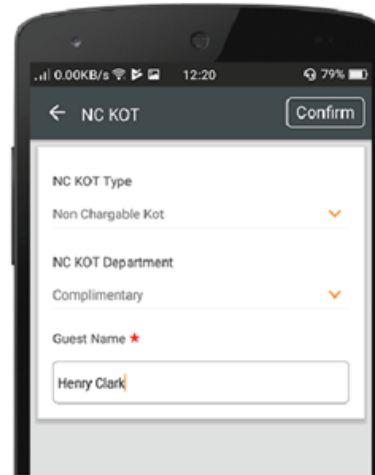 0.00KB/s 12:20 79%
NC KOT Confirm
NC KOT Type
Non Chargable Kot
NC KOT Department
Complimentary
Guest Name *
Henry Clark